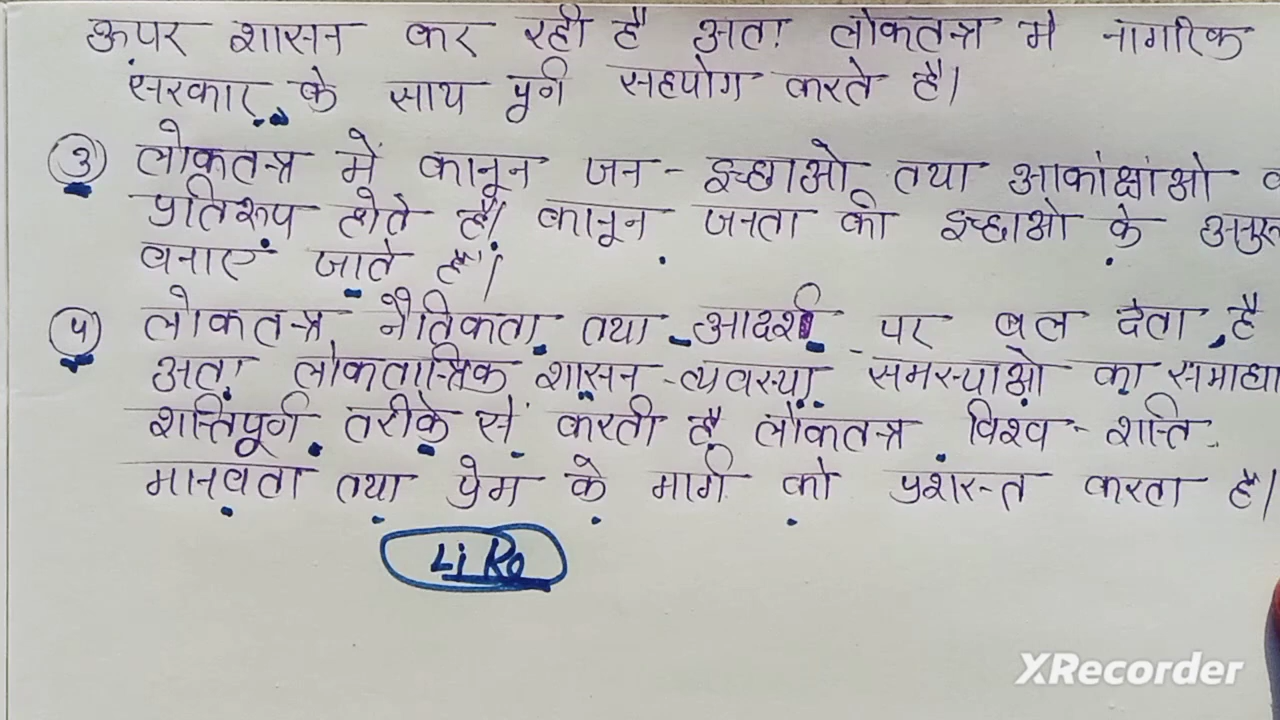 ऊपर शासन कर रही है अतः लोकतन्त्र में नागरिक
सरकार के साथ पूर्ण सहयोग करते है।
③ लोकतन्त्र में कानून जन - इच्छाओ तथा आकांक्षांओ
प्रतिरूप होते है। कानून जनता की इच्छाओ के
बनाएं जाते है।
④ लोकतन्त्र नैतिकता तथा आदर्श पर बल देता है
अतः लोकतान्त्रिक शासन - व्यवस्था समस्याओ का
शान्तिपूर्ण तरीके से करती है लोकतन्त्र विश्व - शान्ति
मानवता तथा प्रेम के मार्ग को प्रशस्त करता है।
Like
XRecorder